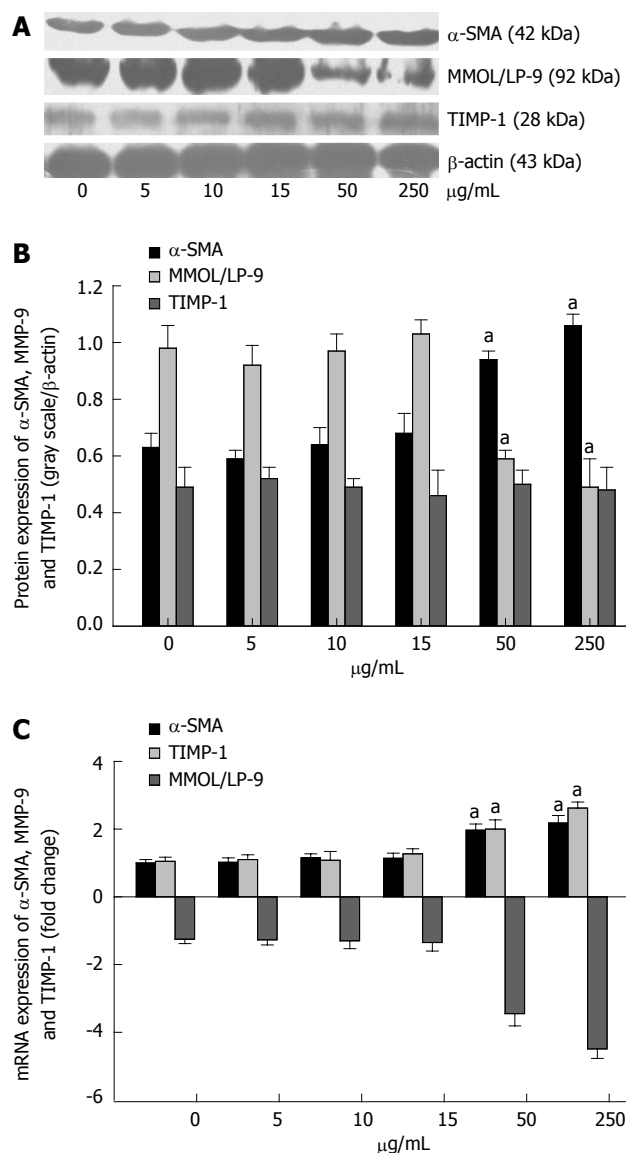 A
α-SMA (42 kDa)
MMOL/LP-9 (92 kDa)
TIMP-1 (28 kDa)
β-actin (43 kDa)
0 5 10 15 50 250 μg/mL
B
α-SMA
MMOL/LP-9
TIMP-1
Protein expression of α-SMA, MMP-9
and TIMP-1 (gray scale/β-actin)
1.2
1.0
0.8
0.6
0.4
0.2
0.0
a a
a a
0 5 10 15 50 250
μg/mL
C
α-SMA
TIMP-1
MMOL/LP-9
mRNA expression of α-SMA, MMP-9
and TIMP-1 (fold change)
4
2
0
-2
-4
-6
a a a a
0 5 10 15 50 250
μg/mL